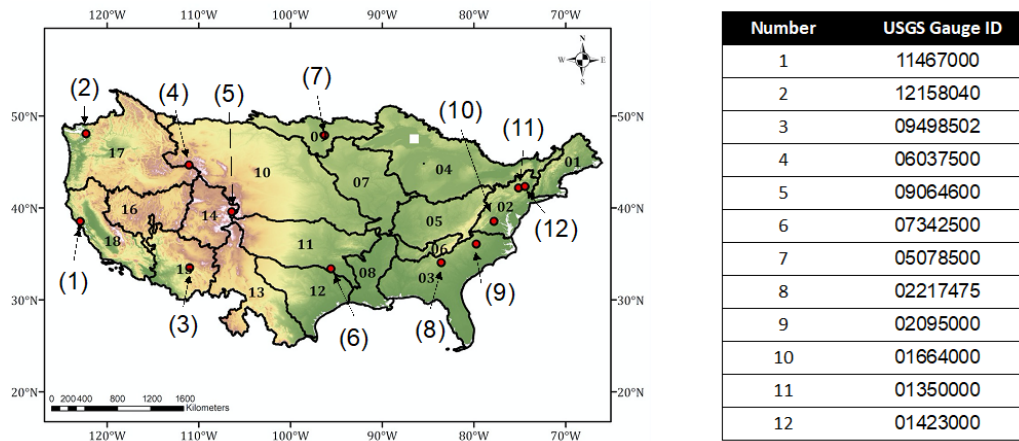 120°W 110°W 100°W 90°W 80°W 70°W
N
W E
S
(2) (4) (5) (7) (10) (11)
50°N 50°N
17 10 0 07 04 01
16 14 05 02
40°N 40°N
18 11 06 (12)
(1) 15 13 12 08 03
30°N (3) (6) (8) (9) 30°N
20°N 20°N
0 200400 800 1200 1600
Kilometers
120°W 110°W 100°W 90°W 80°W 70°W
Number USGS Gauge ID
1 11467000
2 12158040
3 09498502
4 06037500
5 09064600
6 07342500
7 05078500
8 02217475
9 02095000
10 01664000
11 01350000
12 01423000